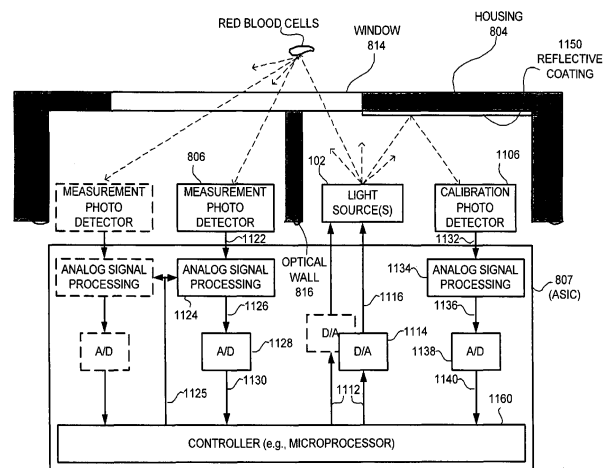 RED BLOOD CELLS
WINDOW
814
HOUSING
804
1150
REFLECTIVE
COATING
MEASUREMENT
PHOTO
DETECTOR
806
MEASUREMENT
PHOTO
DETECTOR
102
LIGHT
SOURCE(S)
1106
CALIBRATION
PHOTO
DETECTOR
1122
1132
ANALOG SIGNAL
PROCESSING
ANALOG SIGNAL
PROCESSING
OPTICAL
WALL
816
1134
ANALOG SIGNAL
PROCESSING
807
(ASIC)
1124
1126
1116
1136
A/D
A/D
1128
D/A
D/A
1114
1138
A/D
1125
1130
1112
1140
1160
CONTROLLER (e.g., MICROPROCESSOR)